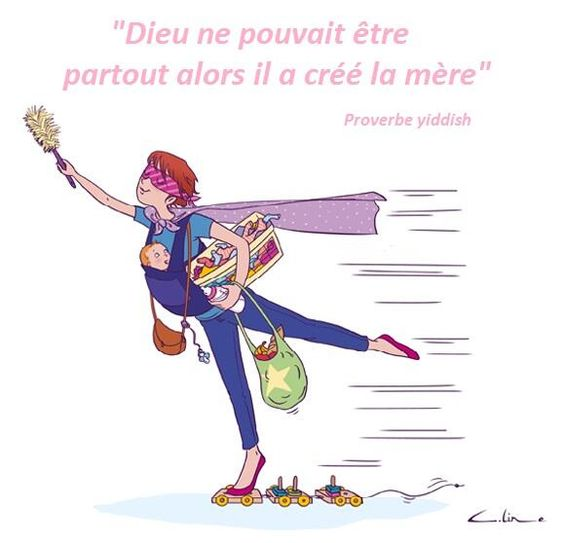 "Dieu ne pouvait être
partout alors il a créé la mère"
Proverbe yiddish